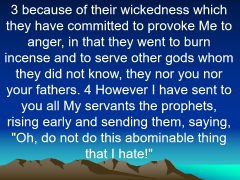 3 because of their wickedness which
they have committed to provoke Me to
anger, in that they went to burn
incense and to serve other gods whom
they did not know, they nor you nor
your fathers. 4 However I have sent to
you all My servants the prophets,
rising early and sending them, saying,
"Oh, do not do this abominable thing
that I hate!"